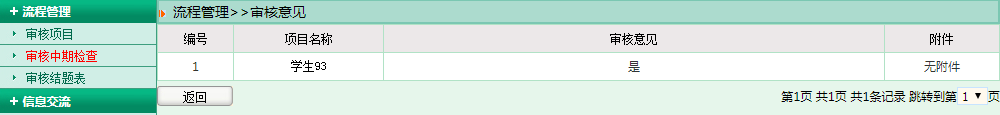 + 流程管理
审核项目
审核中期检查
审核结题表
+ 信息交流
流程管理>>审核意见
编号 项目名称 审核意见 附件
1 学生93 是 无附件
返回 第1页 共1页 共1条记录 跳转到第 1 ▼ 页